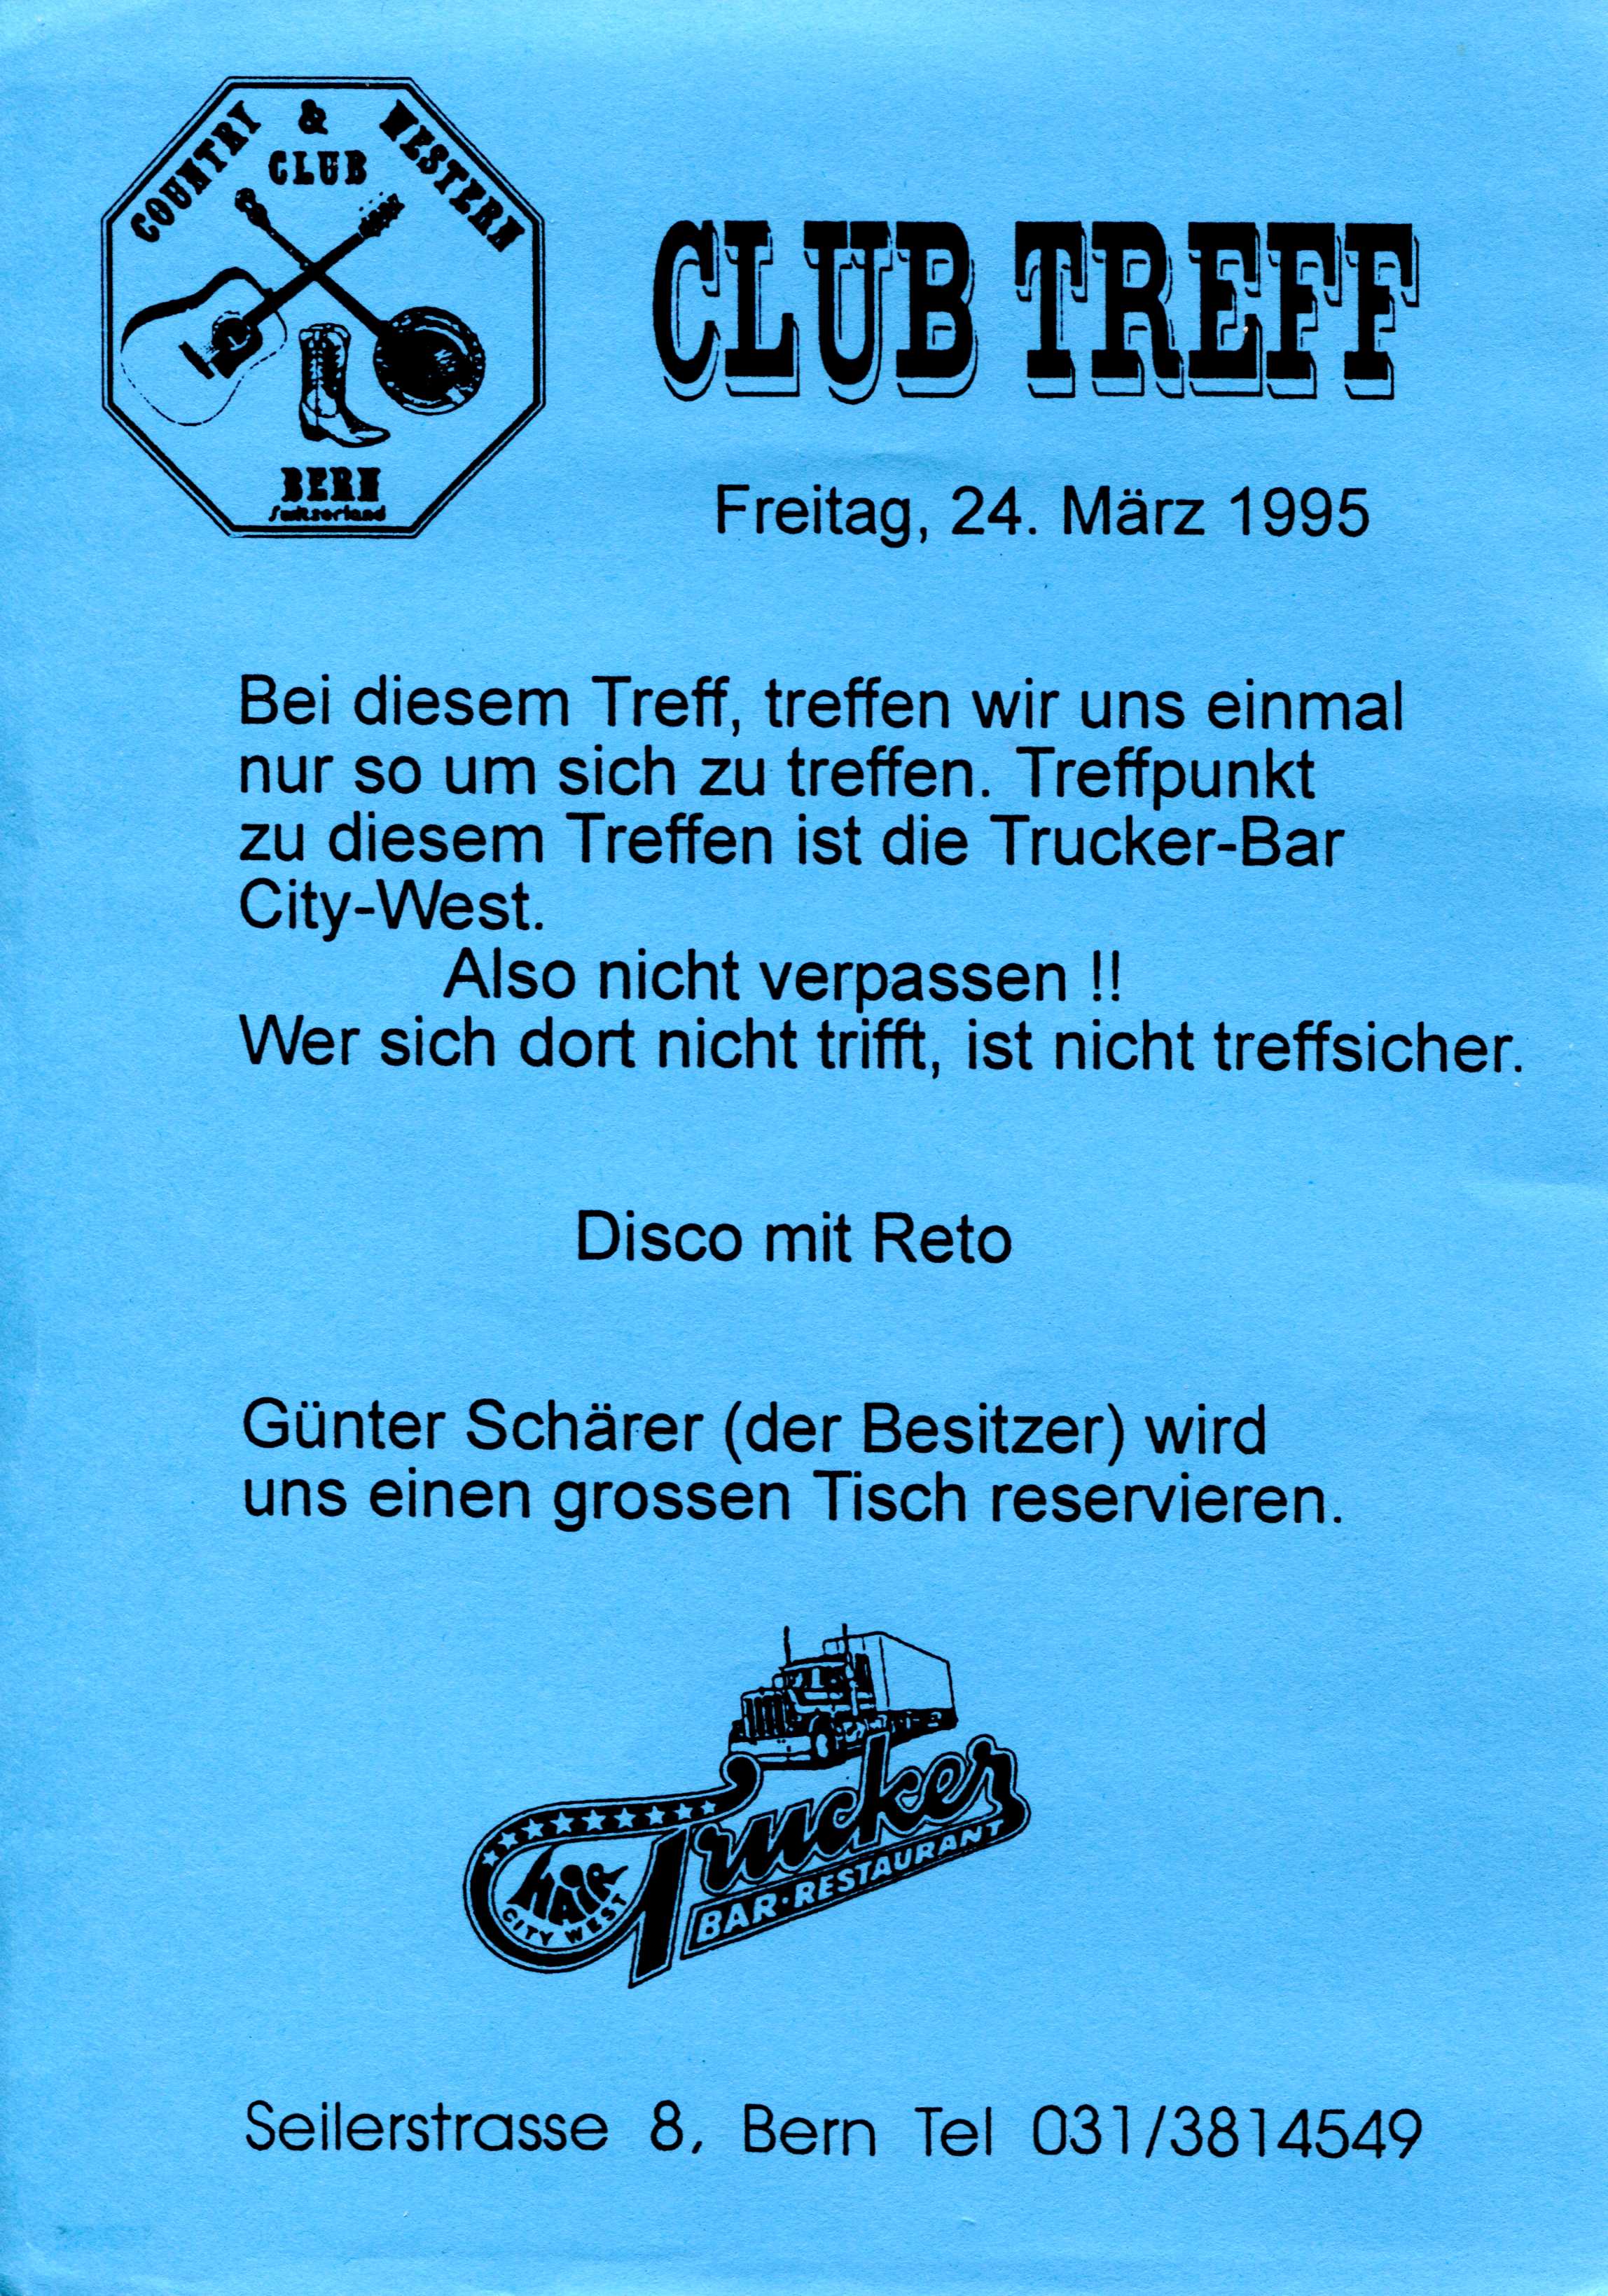 COUNTRY & WESTERN
CLUB
BERN
Switzerland
CLUB TREFF
Freitag, 24. März 1995
Bei diesem Treff, treffen wir uns einmal
nur so um sich zu treffen. Treffpunkt
zu diesem Treffen ist die Trucker-Bar
City-West.
Also nicht verpassen !!
Wer sich dort nicht trifft, ist nicht treffsicher.
Disco mit Reto
Günter Schärer (der Besitzer) wird
uns einen grossen Tisch reservieren.
Trucker
BAR·RESTAURANT
CITY WEST
Seilerstrasse 8, Bern Tel 031/3814549